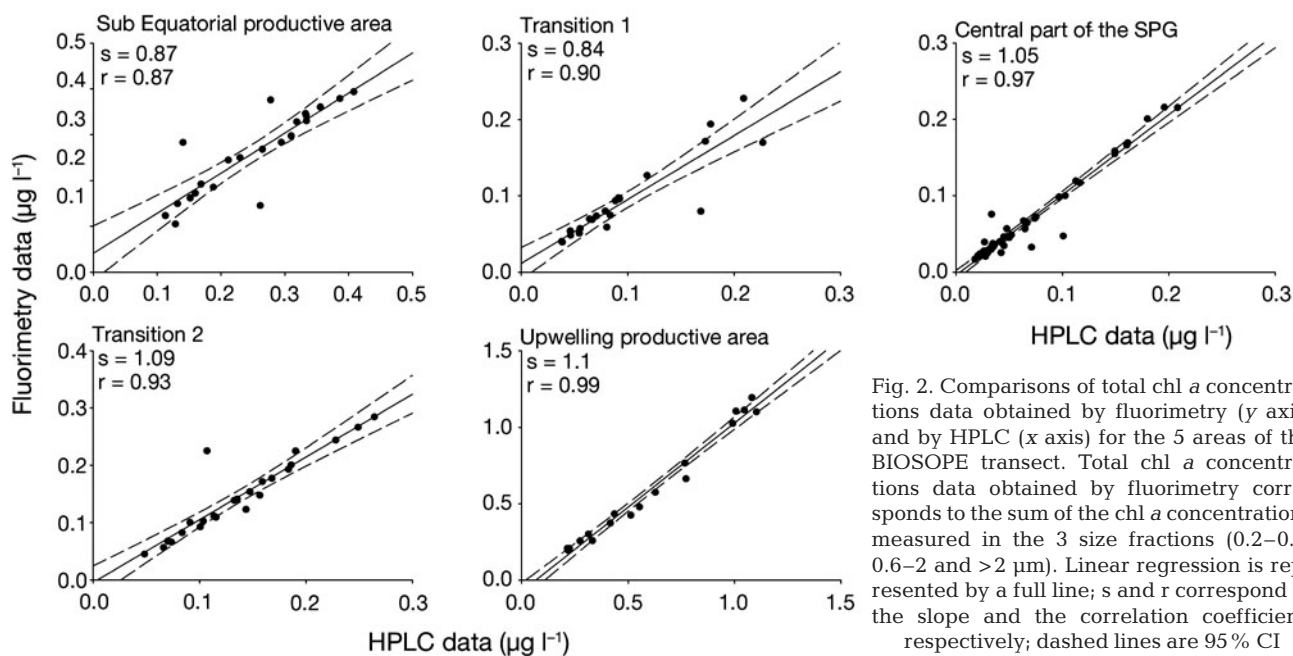 Sub Equatorial productive area
s = 0.87
r = 0.87
0.5
0.4
0.3
0.2
0.1
0.0
0.0 0.1 0.2 0.3 0.4 0.5
Transition 1
s = 0.84
r = 0.90
0.3
0.2
0.1
0.0
0.0 0.1 0.2 0.3
Central part of the SPG
s = 1.05
r = 0.97
0.3
0.2
0.1
0.0
0.0 0.1 0.2 0.3
HPLC data (µg l⁻¹)
Fluorimetry data (µg l⁻¹)
Transition 2
s = 1.09
r = 0.93
0.4
0.3
0.2
0.1
0.0
0.0 0.1 0.2 0.3
Upwelling productive area
s = 1.1
r = 0.99
1.5
1.0
0.5
0.0
0.0 0.5 1.0 1.5
HPLC data (µg l⁻¹)
Fig. 2. Comparisons of total chl a concentr
tions data obtained by fluorimetry (y axi
and by HPLC (x axis) for the 5 areas of th
BIOSOPE transect. Total chl a concentr
tions data obtained by fluorimetry corr
sponds to the sum of the chl a concentration
measured in the 3 size fractions (0.2–0.
0.6–2 and >2 µm). Linear regression is rep
resented by a full line; s and r correspond
the slope and the correlation coefficien
respectively; dashed lines are 95 % CI